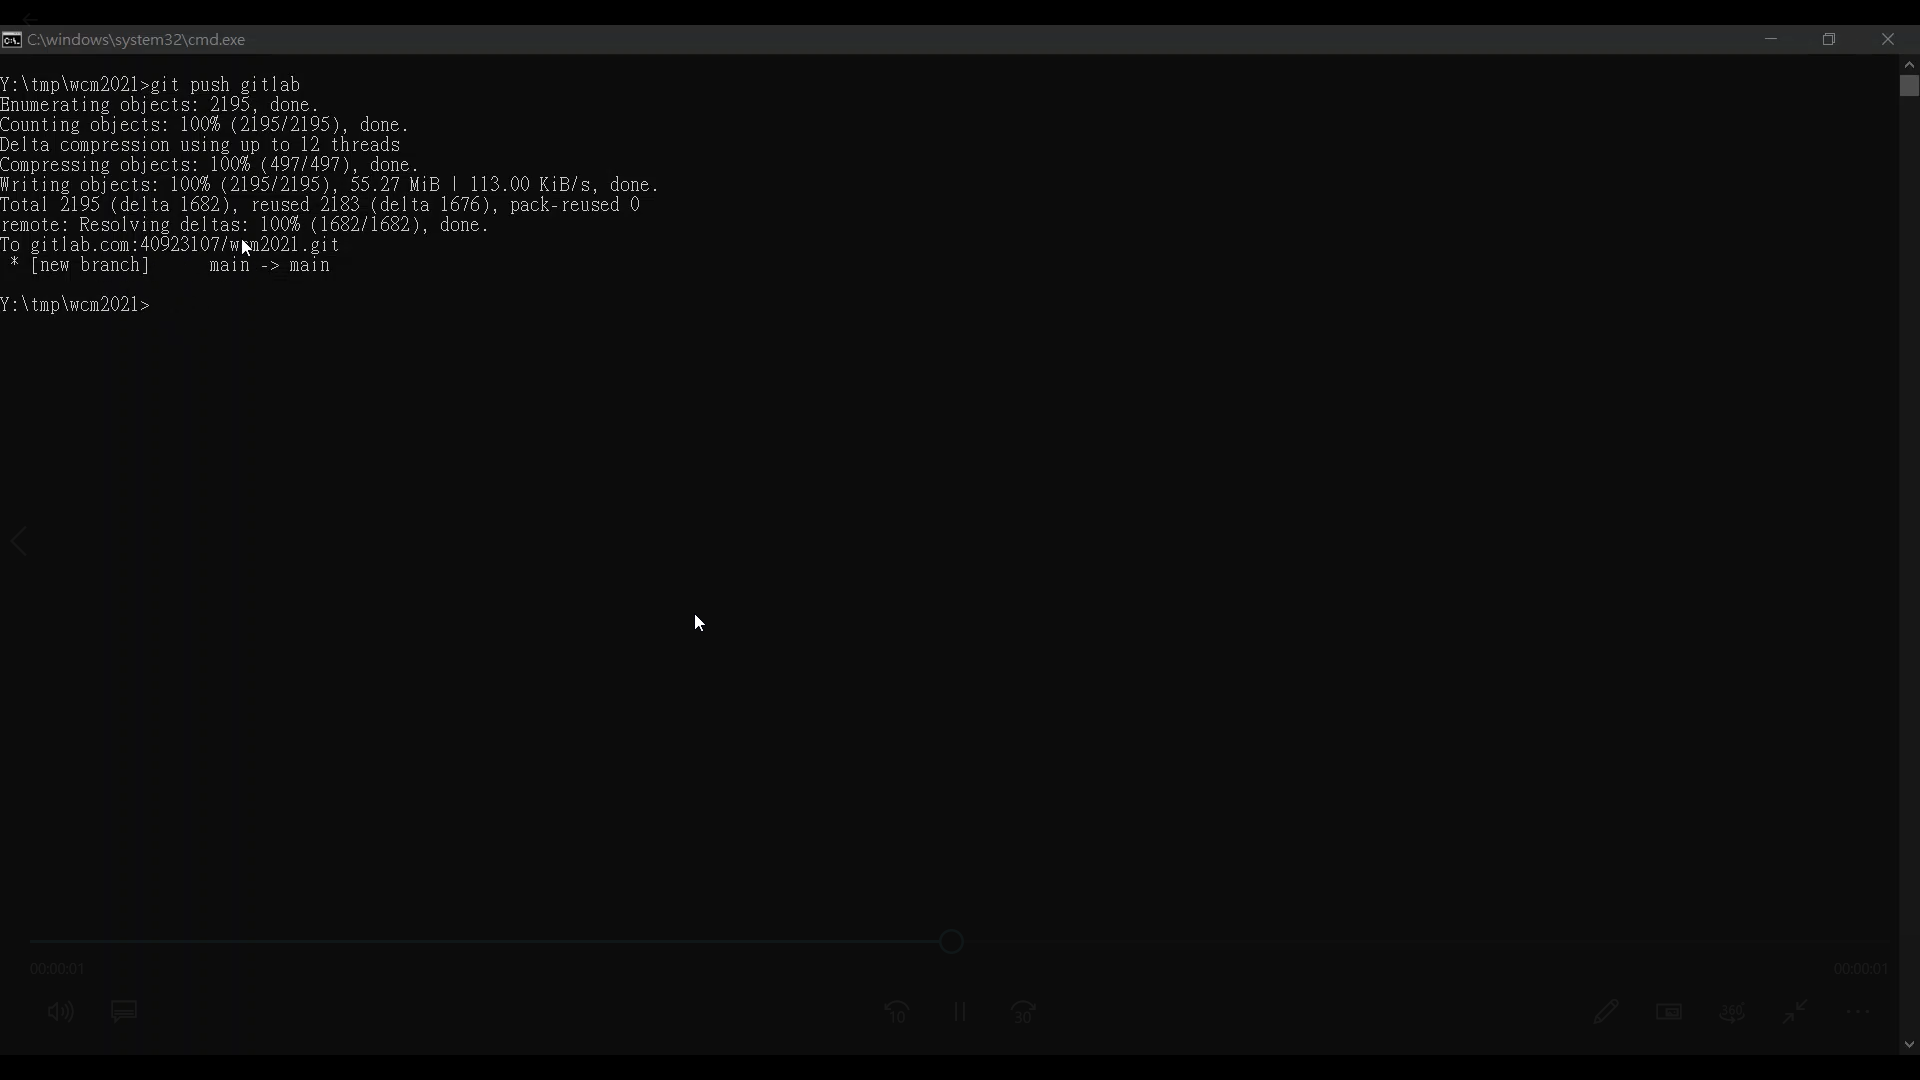 C:\windows\system32\cmd.exe
Y:\tmp\wcm2021>git push gitlab
Enumerating objects: 2195, done.
Counting objects: 100% (2195/2195), done.
Delta compression using up to 12 threads
Compressing objects: 100% (497/497), done.
Writing objects: 100% (2195/2195), 55.27 MiB | 113.00 KiB/s, done.
Total 2195 (delta 1682), reused 2183 (delta 1676), pack-reused 0
remote: Resolving deltas: 100% (1682/1682), done.
To gitlab.com:40923107/wcm2021.git
 * [new branch]      main -> main
Y:\tmp\wcm2021>
00:00:01
00:00:01
10
30
360